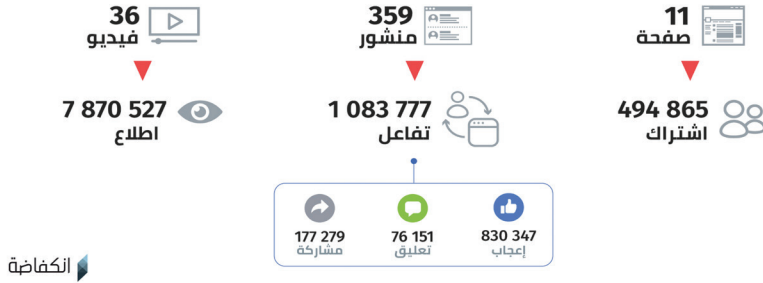 11
صفحة
494 865
اشتراك
359
منشور
1 083 777
تفاعل
830 347
إعجاب
76 151
تعليق
177 279
مشاركة
36
فيديو
7 870 527
اطلاع
انكفاضة